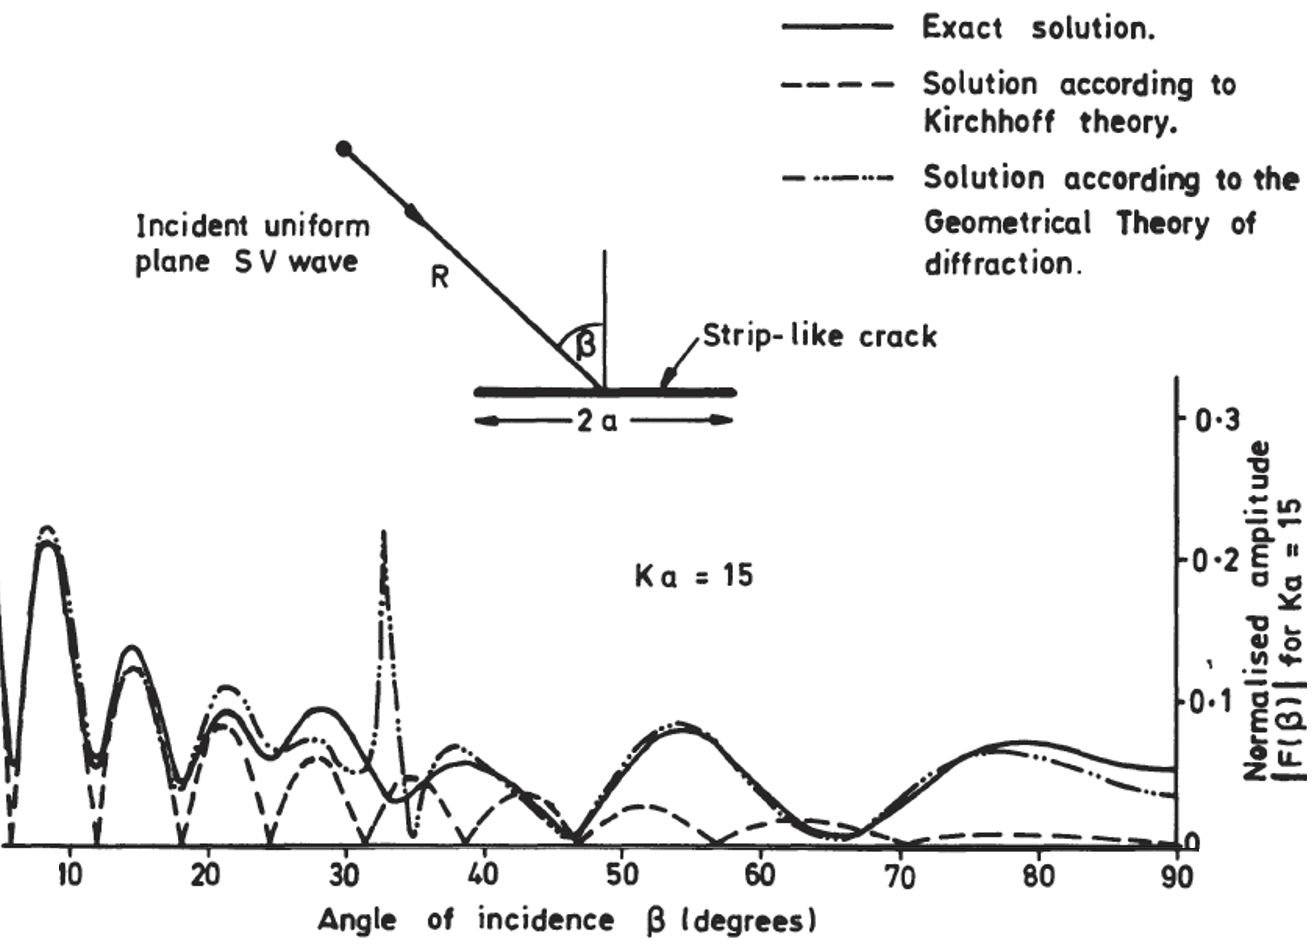 Exact solution.
Solution according to
Kirchhoff theory.
Solution according to the
Geometrical Theory of
diffraction.
Incident uniform
plane SV wave
R
β
Strip-like crack
2a
0·3
0·2
0·1
0
Normalised amplitude
|F(β)| for Ka = 15
Ka = 15
10 20 30 40 50 60 70 80 90
Angle of incidence β (degrees)